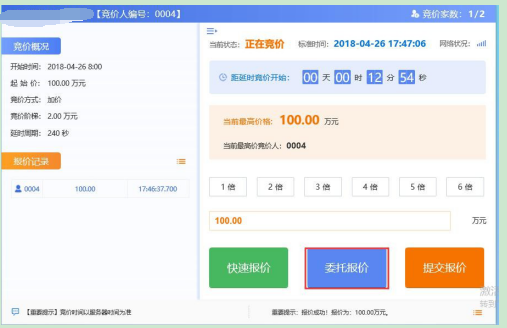 【竞价人编号：0004】 竞价家数：1/2
竞价概况
开始时间： 2018-04-26 8:00
起 始 价： 100.00 万元
竞价方式： 加价
竞价阶梯： 2.00 万元
延时周期： 240 秒
报价记录
0004 100.00 17:46:37.700
当前状态：正在竞价 标准时间：2018-04-26 17:47:06 网络状况：
距延时竞价开始： 00 天 00 时 12 分 54 秒
当前最高价格： 100.00 万元
当前最高价竞价人：0004
1 倍 2 倍 3 倍 4 倍 5 倍 6 倍
100.00 万元
快速报价 委托报价 提交报价
激活
转到
【重要提示】竞价时间以服务器时间为准 重要提示：报价成功！报价为：100.00万元。